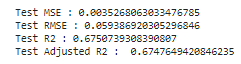 Test MSE : 0.0035268063033476785
Test RMSE : 0.059386920305296846
Test R2 : 0.6750739308390807
Test Adjusted R2 :  0.6747649420846235